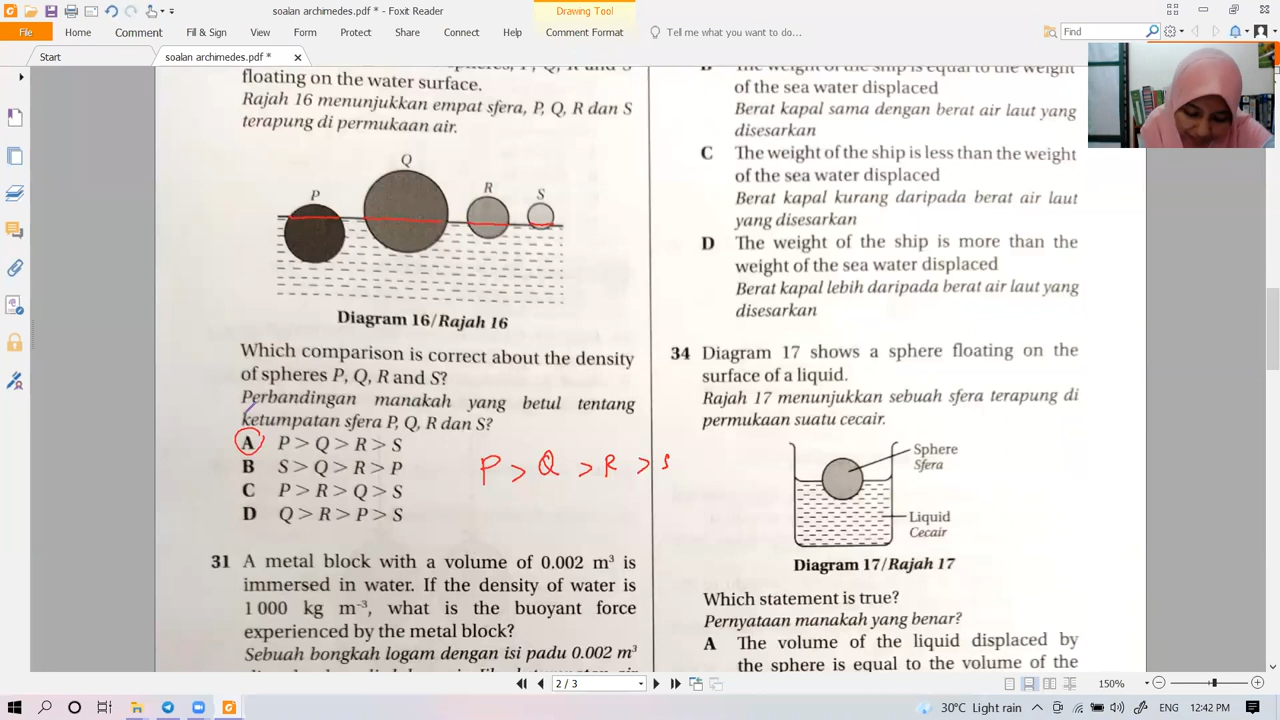 soalan archimedes.pdf * - Foxit Reader
Drawing Tool
File
Home
Comment
Fill & Sign
View
Form
Protect
Share
Connect
Help
Comment Format
Tell me what you want to do...
Find
Start
soalan archimedes.pdf *
floating on the water surface.
Rajah 16 menunjukkan empat sfera, P, Q, R dan S
terapung di permukaan air.
P
Q
R
S
Diagram 16/Rajah 16
Which comparison is correct about the density
of spheres P, Q, R and S?
Perbandingan manakah yang betul tentang
ketumpatan sfera P, Q, R dan S?
A P > Q > R > S
B S > Q > R > P
C P > R > Q > S
D Q > R > P > S
P > Q > R > S
31 A metal block with a volume of 0.002 m³ is
immersed in water. If the density of water is
1 000 kg m⁻³, what is the buoyant force
experienced by the metal block?
Sebuah bongkah logam dengan isi padu 0.002 m³
B The weight of the ship is equal to the weight
of the sea water displaced
Berat kapal sama dengan berat air laut yang
disesarkan
C The weight of the ship is less than the weight
of the sea water displaced
Berat kapal kurang daripada berat air laut
yang disesarkan
D The weight of the ship is more than the
weight of the sea water displaced
Berat kapal lebih daripada berat air laut yang
disesarkan
34 Diagram 17 shows a sphere floating on the
surface of a liquid.
Rajah 17 menunjukkan sebuah sfera terapung di
permukaan suatu cecair.
Sphere
Sfera
Liquid
Cecair
Diagram 17/Rajah 17
Which statement is true?
Pernyataan manakah yang benar?
A The volume of the liquid displaced by
the sphere is equal to the volume of the
2 / 3
150%
30°C Light rain
ENG
12:42 PM